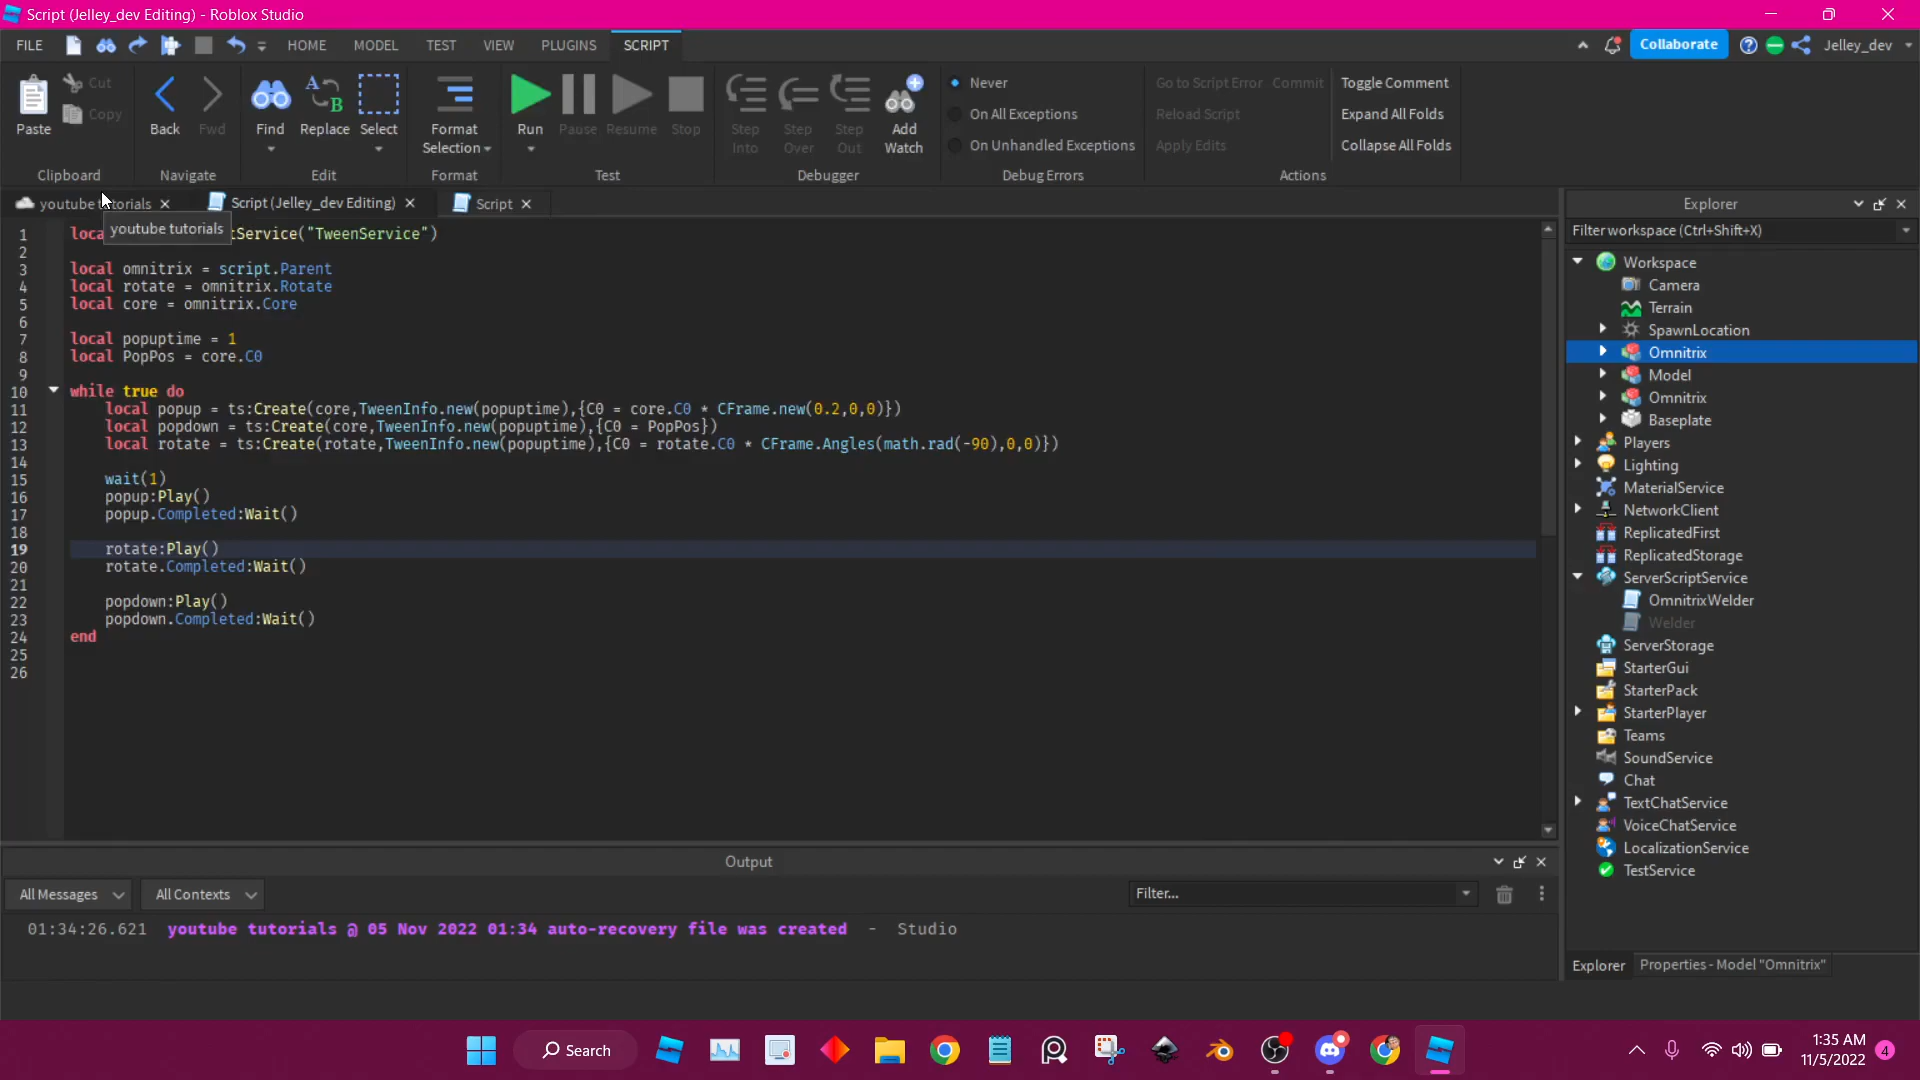 Script (Jelley_dev Editing) - Roblox Studio
FILE HOME MODEL TEST VIEW PLUGINS SCRIPT Collaborate Jelley_dev
Paste Cut Copy Back Fwd Find Replace Select Format Selection Run Pause Resume Stop Step Into Step Over Step Out Add Watch
Never
On All Exceptions
On Unhandled Exceptions
Go to Script Error Commit
Reload Script
Apply Edits
Toggle Comment
Expand All Folds
Collapse All Folds
Clipboard Navigate Edit Format Test Debugger Debug Errors Actions
youtube tutorials Script (Jelley_dev Editing) Script
youtube tutorials
1 loca tService("TweenService")
2
3 local omnitrix = script.Parent
4 local rotate = omnitrix.Rotate
5 local core = omnitrix.Core
6
7 local popuptime = 1
8 local PopPos = core.C0
9
10 while true do
11 local popup = ts:Create(core,TweenInfo.new(popuptime),{C0 = core.C0 * CFrame.new(0.2,0,0)})
12 local popdown = ts:Create(core,TweenInfo.new(popuptime),{C0 = PopPos})
13 local rotate = ts:Create(rotate,TweenInfo.new(popuptime),{C0 = rotate.C0 * CFrame.Angles(math.rad(-90),0,0)})
14
15 wait(1)
16 popup:Play()
17 popup.Completed:Wait()
18
19 rotate:Play()
20 rotate.Completed:Wait()
21
22 popdown:Play()
23 popdown.Completed:Wait()
24 end
25
26
Explorer
Filter workspace (Ctrl+Shift+X)
Workspace
Camera
Terrain
SpawnLocation
Omnitrix
Model
Omnitrix
Baseplate
Players
Lighting
MaterialService
NetworkClient
ReplicatedFirst
ReplicatedStorage
ServerScriptService
OmnitrixWelder
Welder
ServerStorage
StarterGui
StarterPack
StarterPlayer
Teams
SoundService
Chat
TextChatService
VoiceChatService
LocalizationService
TestService
Explorer Properties - Model "Omnitrix"
Output
All Messages All Contexts Filter...
01:34:26.621 youtube tutorials @ 05 Nov 2022 01:34 auto-recovery file was created - Studio
Search
1:35 AM
11/5/2022 4